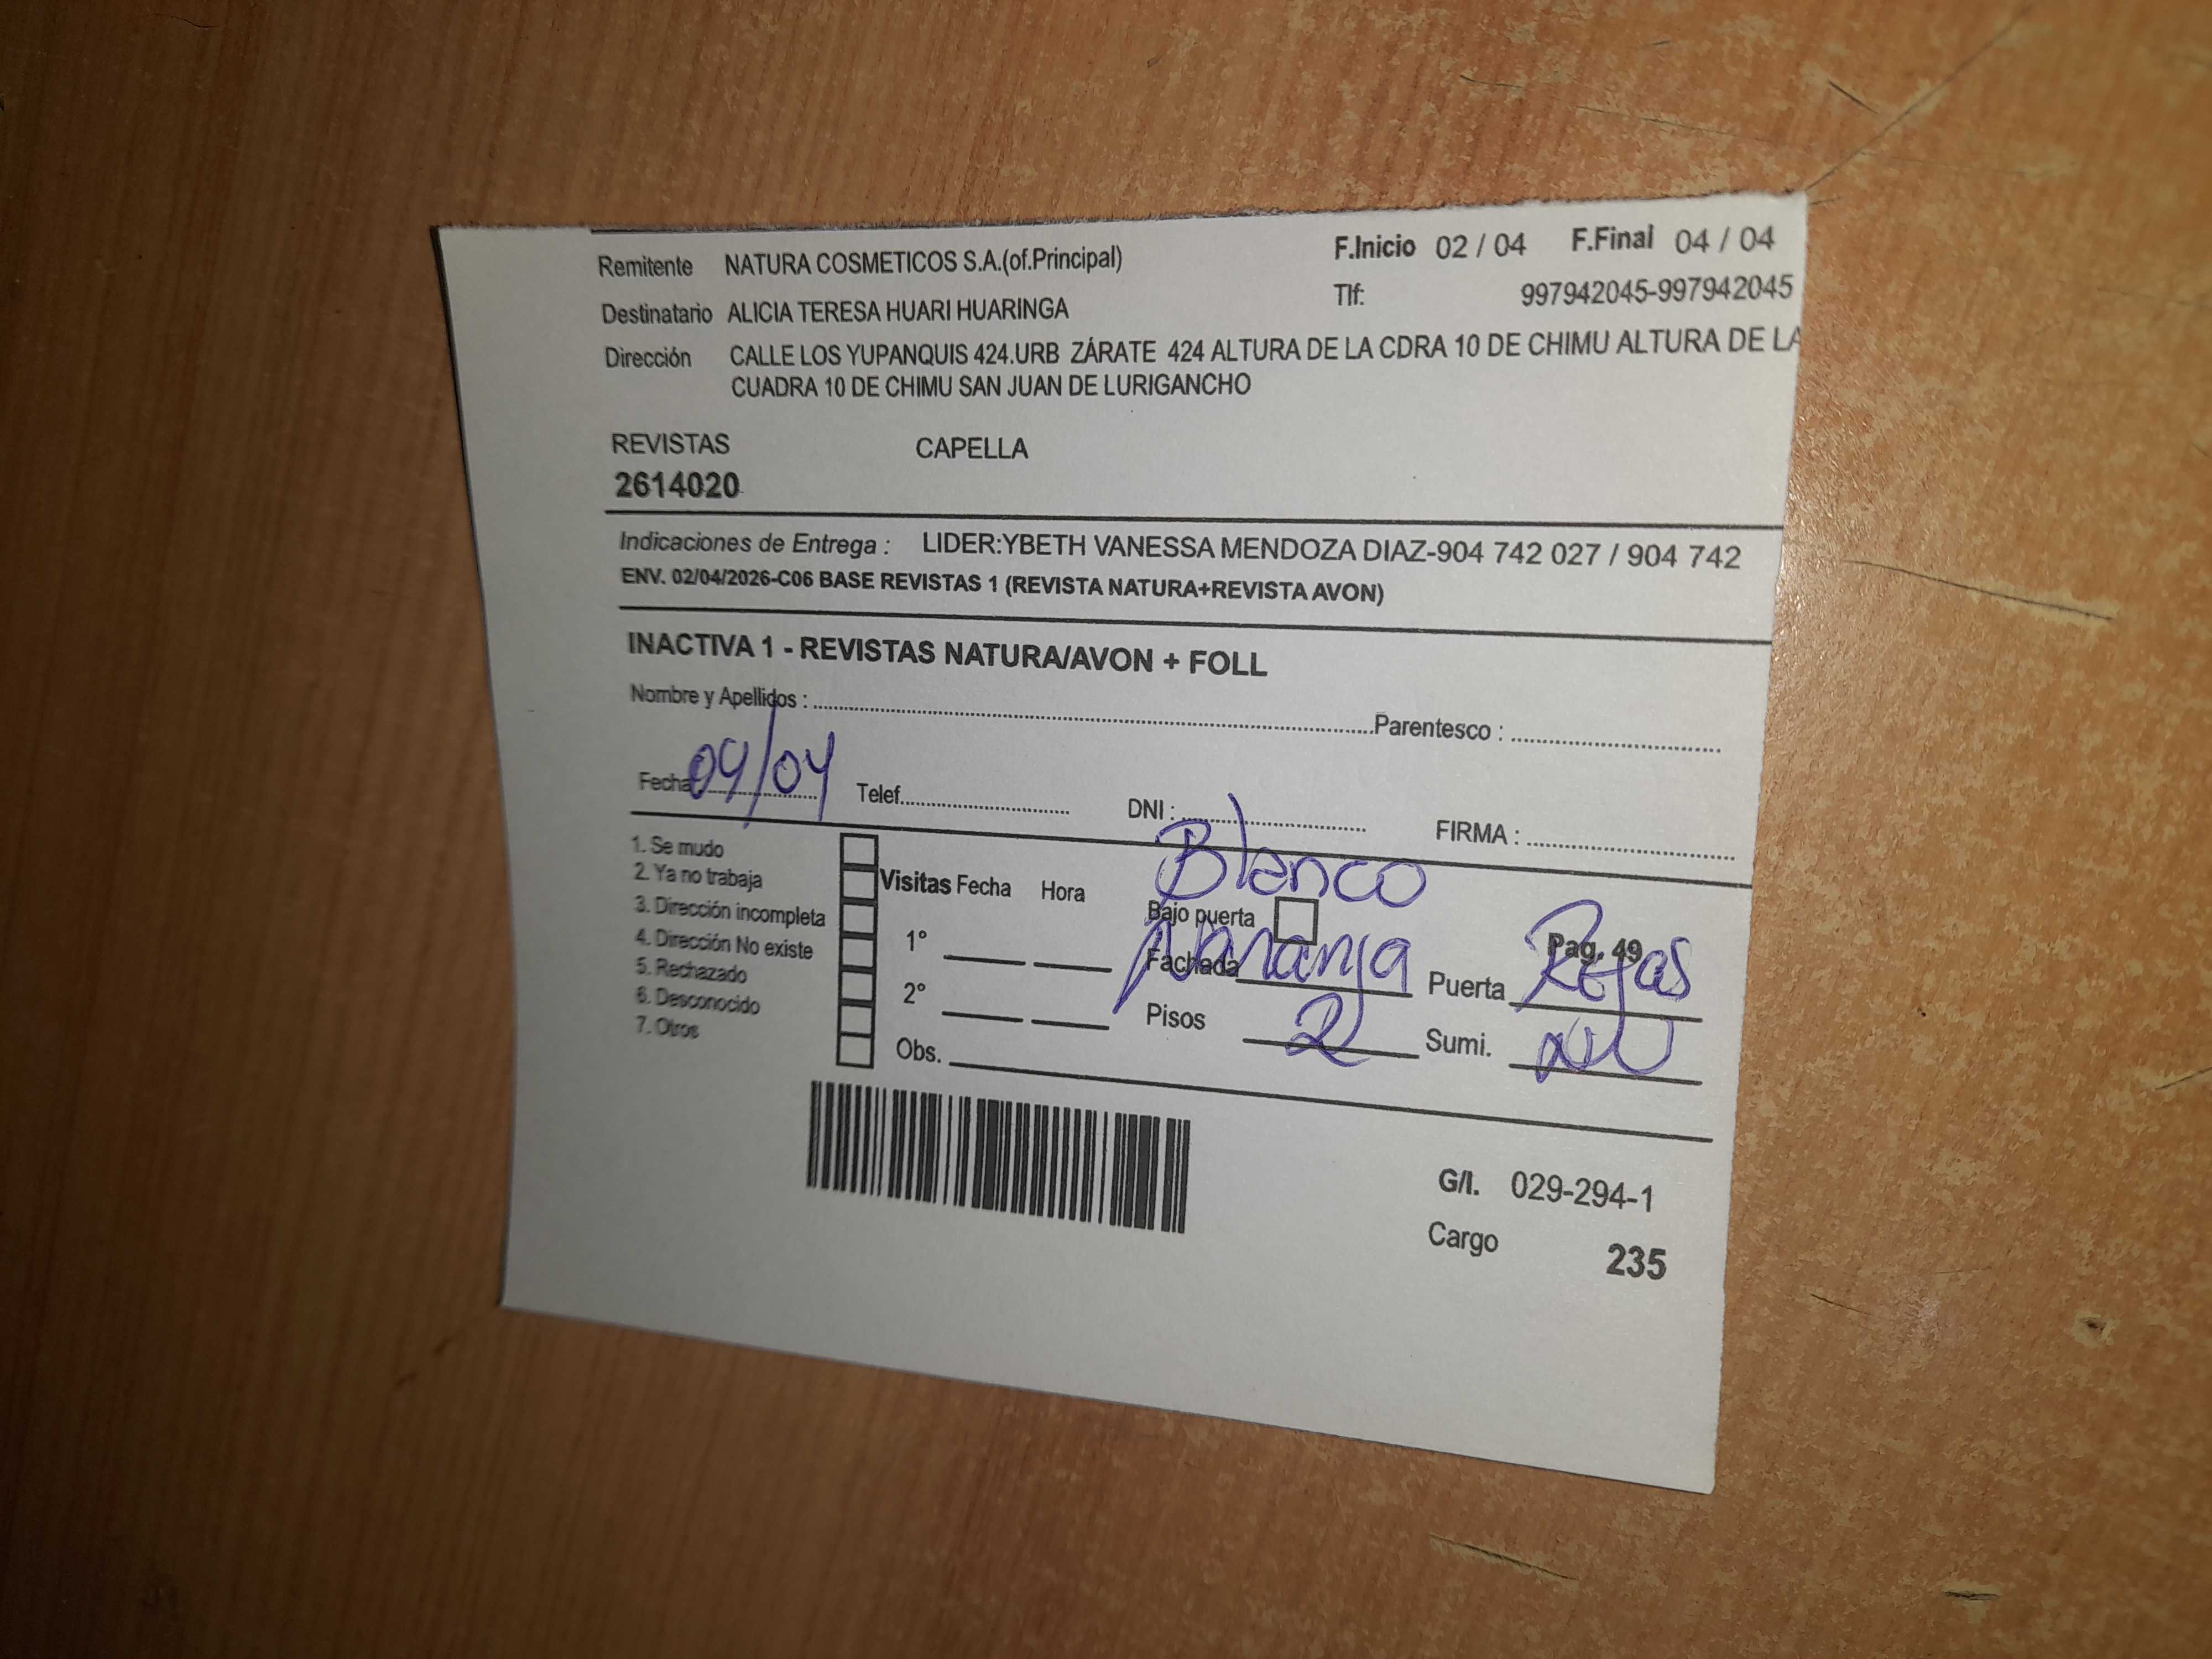 Remitente NATURA COSMETICOS S.A.(of.Principal) F.Inicio 02 / 04 F.Final 04 / 04
Destinatario ALICIA TERESA HUARI HUARINGA Tlf: 997942045-997942045
Dirección CALLE LOS YUPANQUIS 424.URB ZÁRATE 424 ALTURA DE LA CDRA 10 DE CHIMU ALTURA DE LA
CUADRA 10 DE CHIMU SAN JUAN DE LURIGANCHO
REVISTAS CAPELLA
2614020
Indicaciones de Entrega : LIDER:YBETH VANESSA MENDOZA DIAZ-904 742 027 / 904 742
ENV. 02/04/2026-C06 BASE REVISTAS 1 (REVISTA NATURA+REVISTA AVON)
INACTIVA 1 - REVISTAS NATURA/AVON + FOLL
Nombre y Apellidos : Parentesco :
Fecha 09/04 Telef. DNI : FIRMA :
1. Se mudo
2. Ya no trabaja
3. Dirección incompleta
4. Dirección No existe
5. Rechazado
6. Desconocido
7. Otros
Visitas Fecha Hora
1°
2°
Obs.
Blanco
Bajo puerta Pag. 49
Fachada Naranja Puerta Rejas
Pisos 2 Sumi.
G/I. 029-294-1
Cargo 235